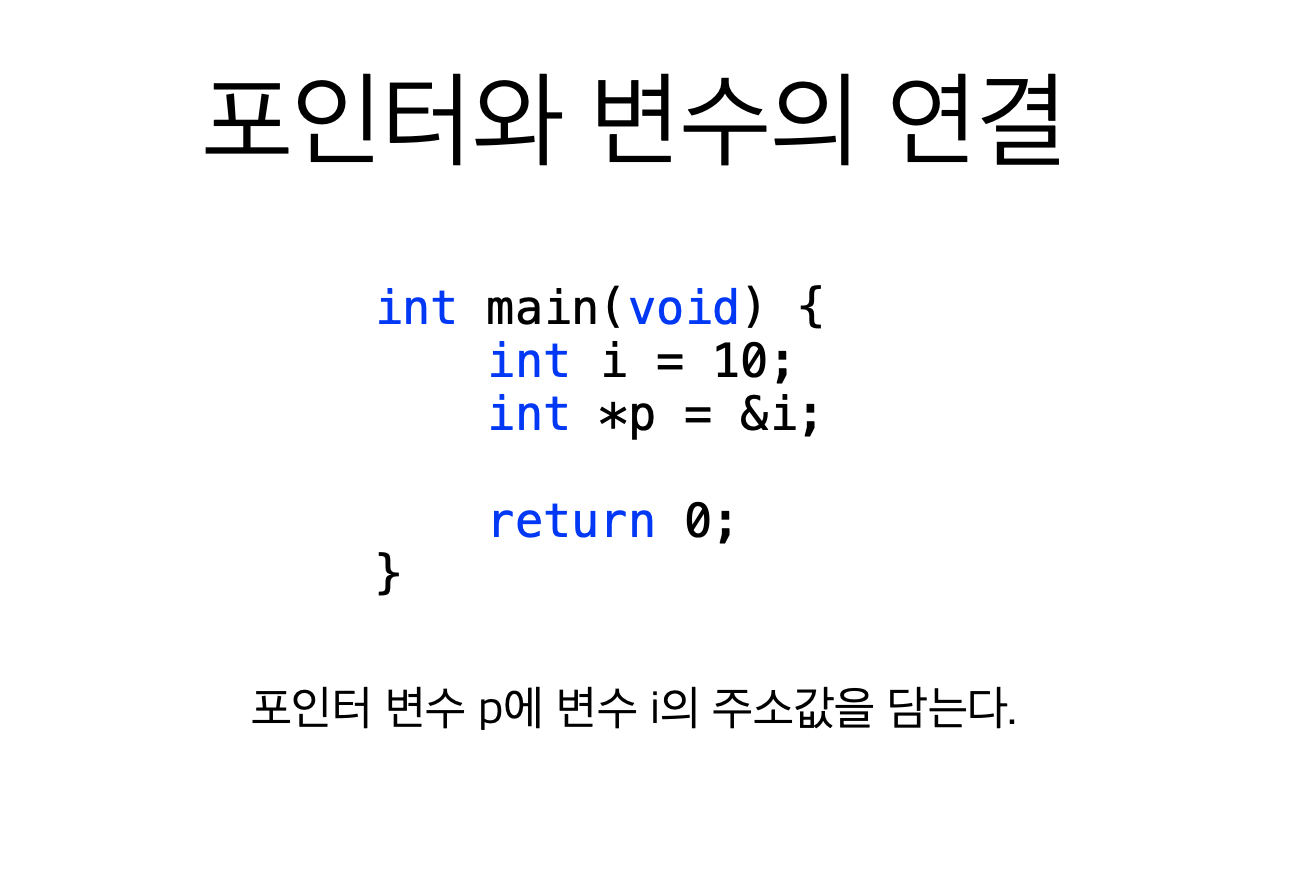 포인터와 변수의 연결
int main(void) {
    int i = 10;
    int *p = &i;

    return 0;
}
포인터 변수 p에 변수 i의 주소값을 담는다.